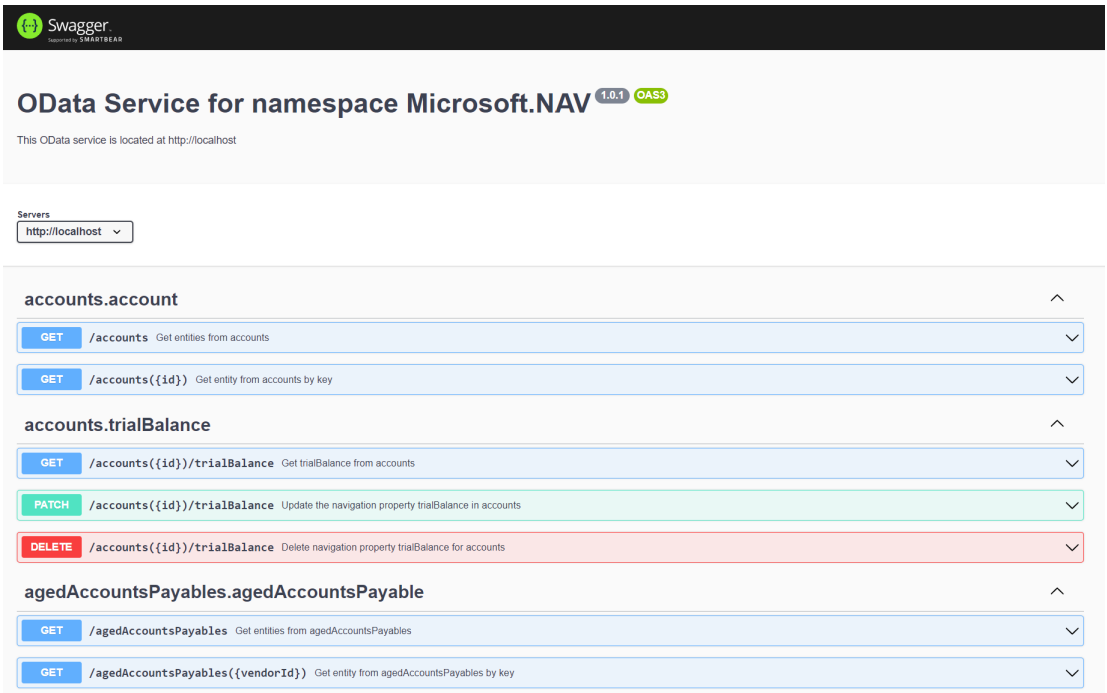 Swagger.
Supported by SMARTBEAR
OData Service for namespace Microsoft.NAV 1.0.1 OAS3
This OData service is located at http://localhost
Servers
http://localhost
accounts.account
GET /accounts Get entities from accounts
GET /accounts({id}) Get entity from accounts by key
accounts.trialBalance
GET /accounts({id})/trialBalance Get trialBalance from accounts
PATCH /accounts({id})/trialBalance Update the navigation property trialBalance in accounts
DELETE /accounts({id})/trialBalance Delete navigation property trialBalance for accounts
agedAccountsPayables.agedAccountsPayable
GET /agedAccountsPayables Get entities from agedAccountsPayables
GET /agedAccountsPayables({vendorId}) Get entity from agedAccountsPayables by key